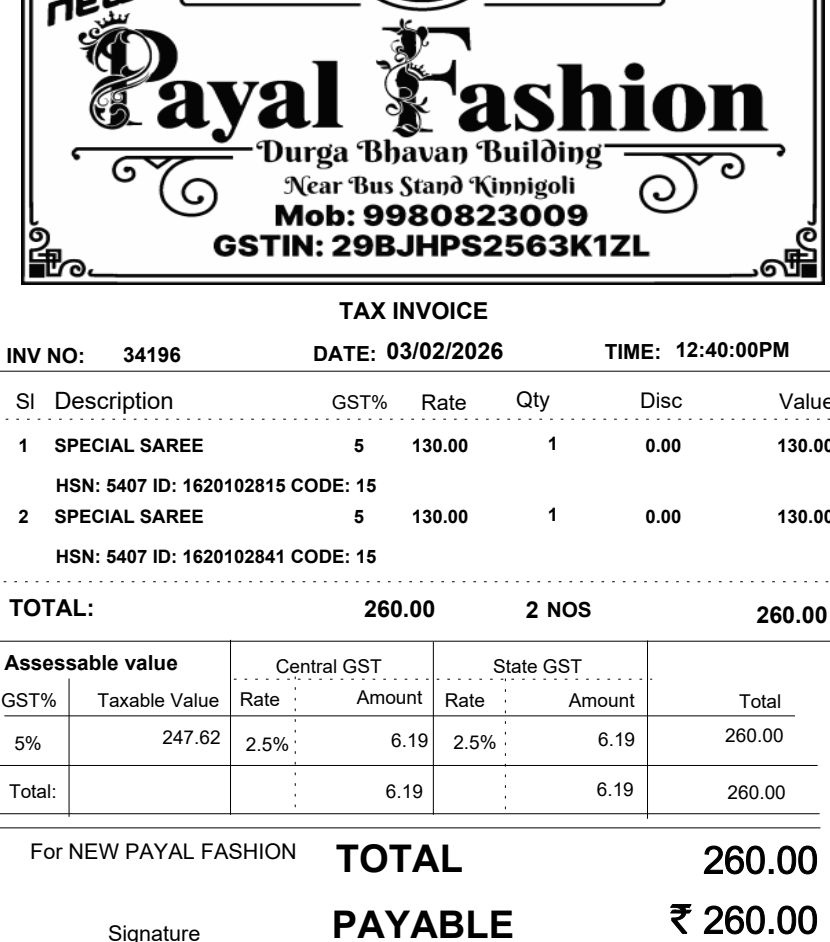 new
Payal Fashion
Durga Bhavan Building
Near Bus Stand Kinnigoli
Mob: 9980823009
GSTIN: 29BJHPS2563K1ZL
TAX INVOICE
INV NO: 34196 DATE: 03/02/2026 TIME: 12:40:00PM
Sl Description GST% Rate Qty Disc Value
1 SPECIAL SAREE 5 130.00 1 0.00 130.00
HSN: 5407 ID: 1620102815 CODE: 15
2 SPECIAL SAREE 5 130.00 1 0.00 130.00
HSN: 5407 ID: 1620102841 CODE: 15
TOTAL: 260.00 2 NOS 260.00
Assessable value Central GST State GST
GST% Taxable Value Rate Amount Rate Amount Total
5% 247.62 2.5% 6.19 2.5% 6.19 260.00
Total: 6.19 6.19 260.00
For NEW PAYAL FASHION TOTAL 260.00
Signature PAYABLE ₹ 260.00